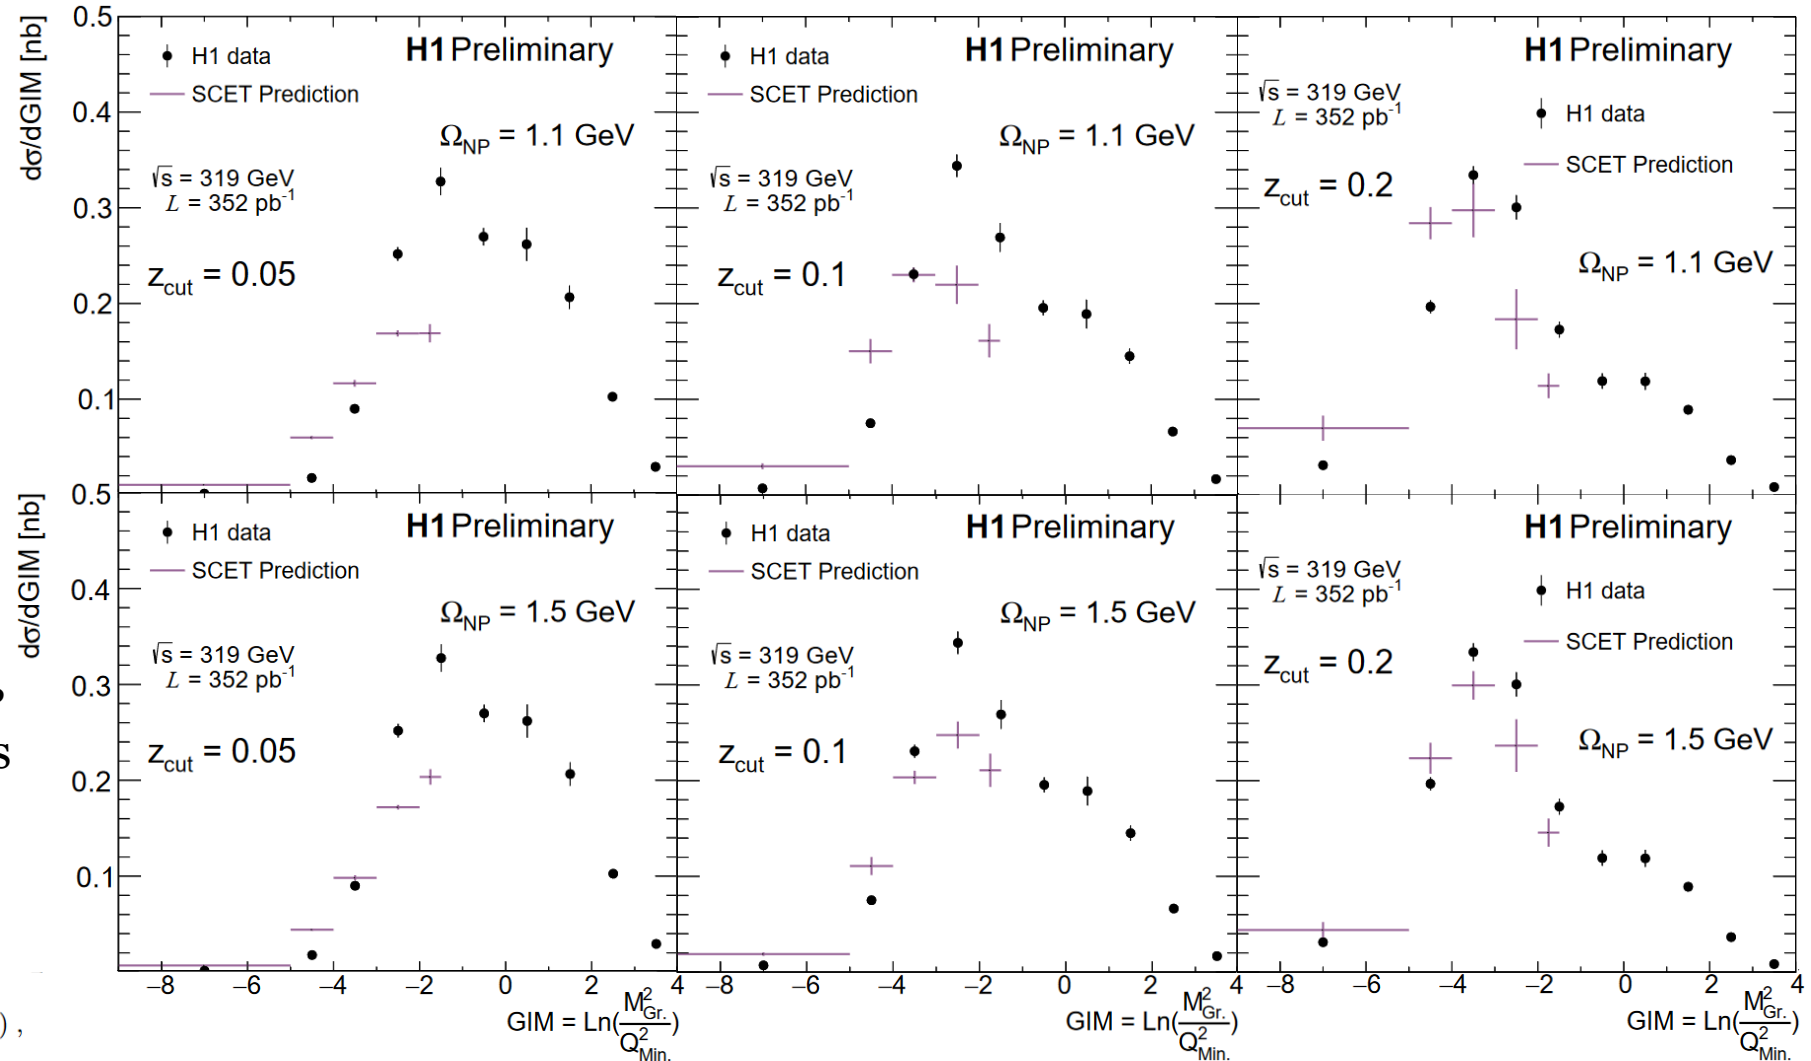 dσ/dGIM [nb]
0.5
0.4
0.3
0.2
0.1
H1 data
SCET Prediction
H1 Preliminary
Ω_NP = 1.1 GeV
√s = 319 GeV
L = 352 pb⁻¹
z_cut = 0.05
H1 data
SCET Prediction
H1 Preliminary
Ω_NP = 1.1 GeV
√s = 319 GeV
L = 352 pb⁻¹
z_cut = 0.1
H1 Preliminary
√s = 319 GeV
L = 352 pb⁻¹
H1 data
SCET Prediction
z_cut = 0.2
Ω_NP = 1.1 GeV
dσ/dGIM [nb]
0.5
0.4
0.3
0.2
0.1
H1 data
SCET Prediction
H1 Preliminary
Ω_NP = 1.5 GeV
√s = 319 GeV
L = 352 pb⁻¹
z_cut = 0.05
H1 data
SCET Prediction
H1 Preliminary
Ω_NP = 1.5 GeV
√s = 319 GeV
L = 352 pb⁻¹
z_cut = 0.1
H1 Preliminary
√s = 319 GeV
L = 352 pb⁻¹
H1 data
SCET Prediction
z_cut = 0.2
Ω_NP = 1.5 GeV
s
−8 −6 −4 −2 0 2 4
−8 −6 −4 −2 0 2 4
−8 −6 −4 −2 0 2 4
GIM = Ln(M²_Gr./Q²_Min.)
GIM = Ln(M²_Gr./Q²_Min.)
GIM = Ln(M²_Gr./Q²_Min.)
) ,